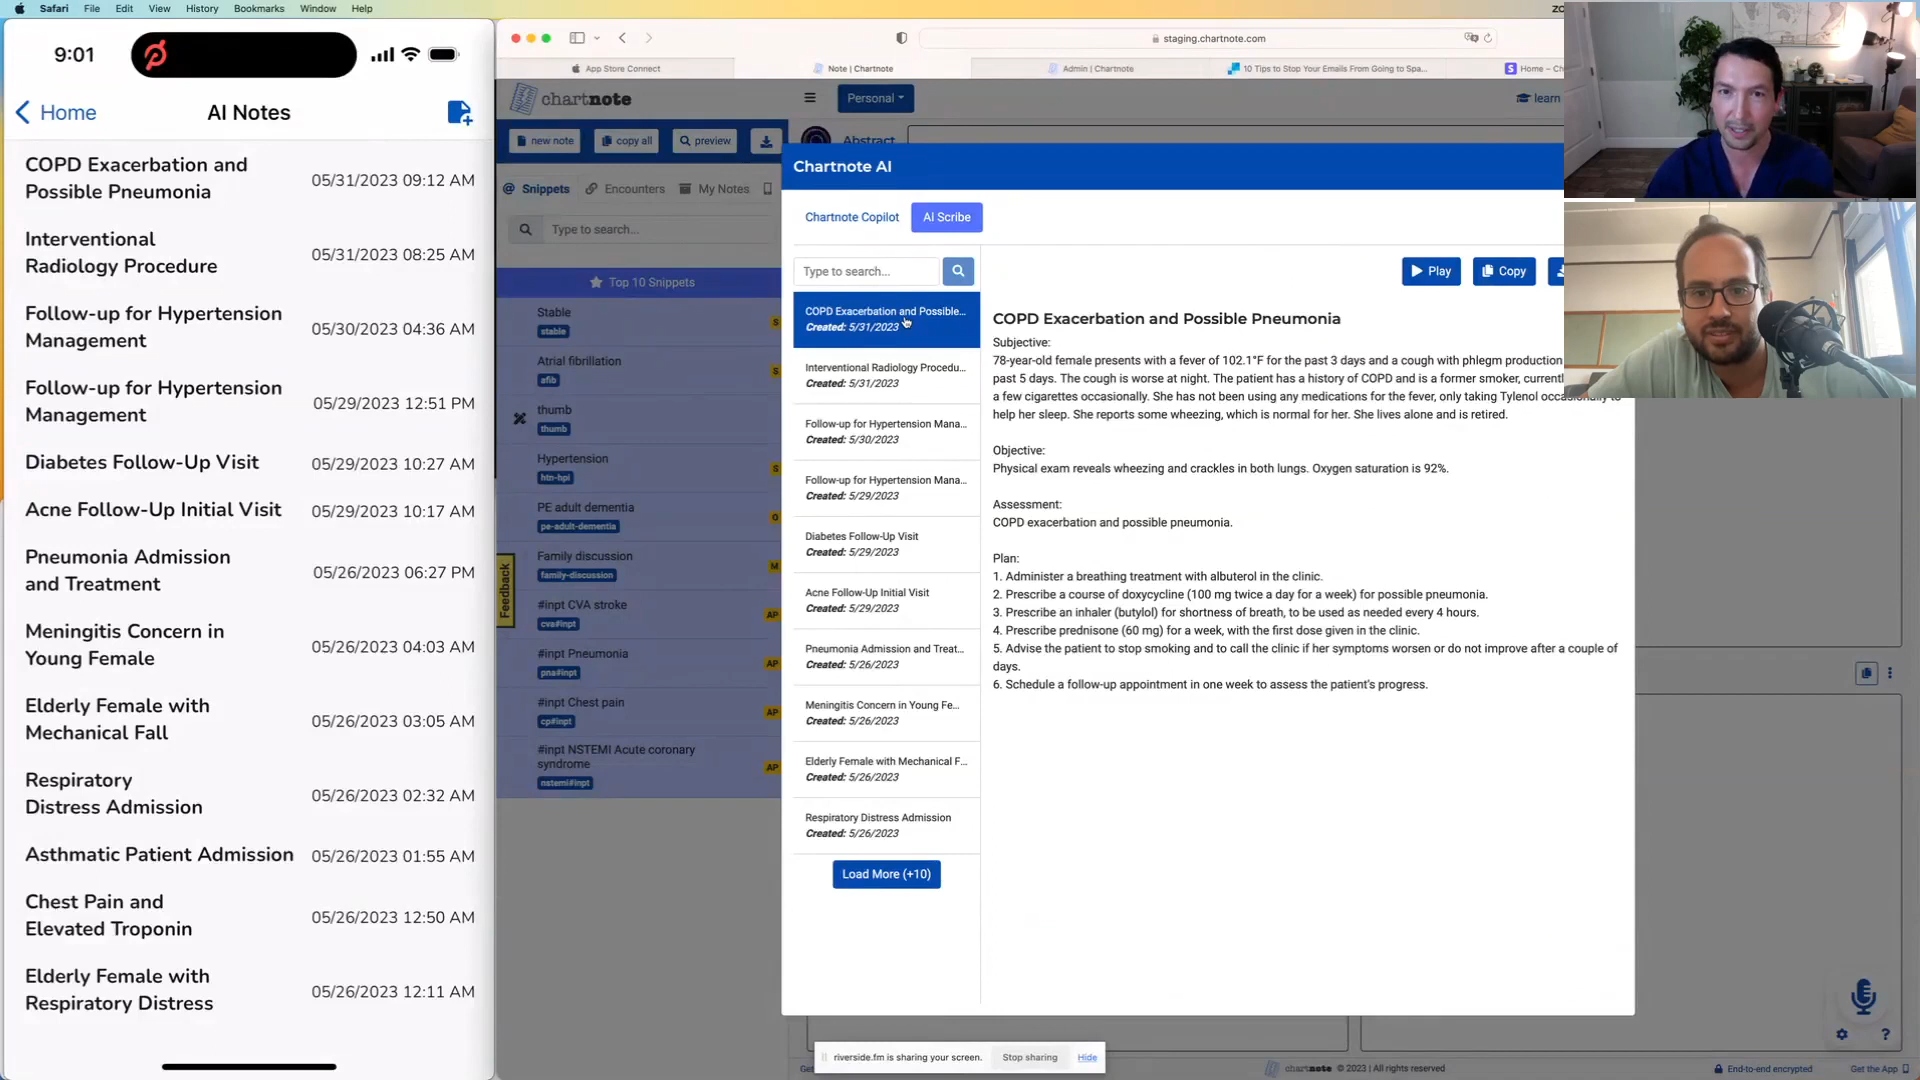 Safari File Edit View History Bookmarks Window Help
9:01
Home
AI Notes
COPD Exacerbation and
Possible Pneumonia
05/31/2023 09:12 AM
Interventional
Radiology Procedure
05/31/2023 08:25 AM
Follow-up for Hypertension
Management
05/30/2023 04:36 AM
Follow-up for Hypertension
Management
05/29/2023 12:51 PM
Diabetes Follow-Up Visit
05/29/2023 10:27 AM
Acne Follow-Up Initial Visit
05/29/2023 10:17 AM
Pneumonia Admission
and Treatment
05/26/2023 06:27 PM
Meningitis Concern in
Young Female
05/26/2023 04:03 AM
Elderly Female with
Mechanical Fall
05/26/2023 03:05 AM
Respiratory
Distress Admission
05/26/2023 02:32 AM
Asthmatic Patient Admission
05/26/2023 01:55 AM
Chest Pain and
Elevated Troponin
05/26/2023 12:50 AM
Elderly Female with
Respiratory Distress
05/26/2023 12:11 AM
staging.chartnote.com
App Store Connect
Note | Chartnote
Admin | Chartnote
10 Tips to Stop Your Emails From Going to Spa...
Home – Ch
chartnote
Personal
learn
new note
copy all
preview
Abstract
Snippets
Encounters
My Notes
Type to search...
Top 10 Snippets
Stable
stable
S
Atrial fibrillation
afib
S
thumb
thumb
Hypertension
htn-hpi
S
PE adult dementia
pe-adult-dementia
O
Family discussion
family-discussion
M
#inpt CVA stroke
cva#inpt
AP
#inpt Pneumonia
pna#inpt
AP
#inpt Chest pain
cp#inpt
AP
#inpt NSTEMI Acute coronary
syndrome
nstemi#inpt
AP
Feedback
Chartnote AI
Chartnote Copilot
AI Scribe
Type to search...
COPD Exacerbation and Possible...
Created: 5/31/2023
Interventional Radiology Procedu...
Created: 5/31/2023
Follow-up for Hypertension Mana...
Created: 5/30/2023
Follow-up for Hypertension Mana...
Created: 5/29/2023
Diabetes Follow-Up Visit
Created: 5/29/2023
Acne Follow-Up Initial Visit
Created: 5/29/2023
Pneumonia Admission and Treat...
Created: 5/26/2023
Meningitis Concern in Young Fe...
Created: 5/26/2023
Elderly Female with Mechanical F...
Created: 5/26/2023
Respiratory Distress Admission
Created: 5/26/2023
Load More (+10)
Play
Copy
COPD Exacerbation and Possible Pneumonia
Subjective:
78-year-old female presents with a fever of 102.1°F for the past 3 days and a cough with phlegm production
past 5 days. The cough is worse at night. The patient has a history of COPD and is a former smoker, currentl
a few cigarettes occasionally. She has not been using any medications for the fever, only taking Tylenol occasionally to
help her sleep. She reports some wheezing, which is normal for her. She lives alone and is retired.
Objective:
Physical exam reveals wheezing and crackles in both lungs. Oxygen saturation is 92%.
Assessment:
COPD exacerbation and possible pneumonia.
Plan:
1. Administer a breathing treatment with albuterol in the clinic.
2. Prescribe a course of doxycycline (100 mg twice a day for a week) for possible pneumonia.
3. Prescribe an inhaler (butylol) for shortness of breath, to be used as needed every 4 hours.
4. Prescribe prednisone (60 mg) for a week, with the first dose given in the clinic.
5. Advise the patient to stop smoking and to call the clinic if her symptoms worsen or do not improve after a couple of
days.
6. Schedule a follow-up appointment in one week to assess the patient's progress.
riverside.fm is sharing your screen.
Stop sharing
Hide
chartnote © 2023 | All rights reserved
End-to-end encrypted
Get the App